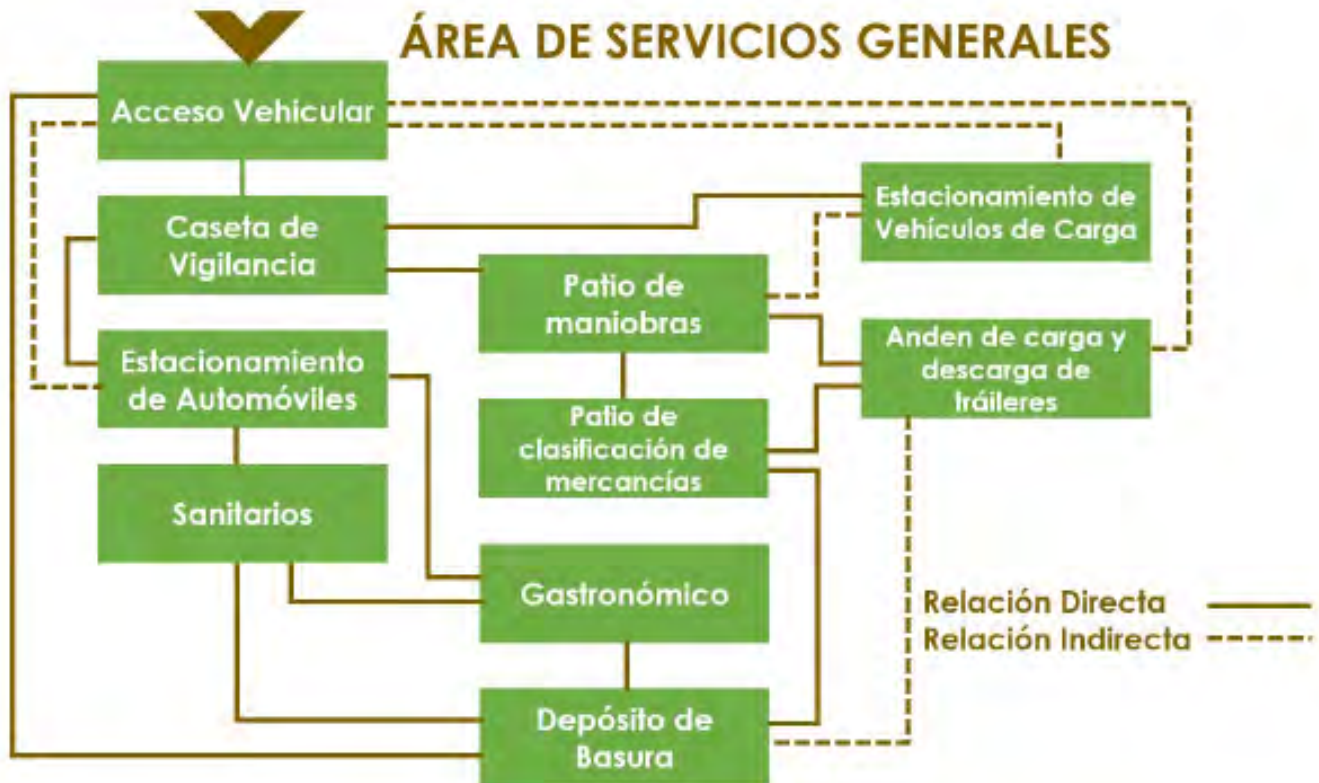 ÁREA DE SERVICIOS GENERALES
Acceso Vehicular
Estacionamiento de
Vehículos de Carga
Caseta de
Vigilancia
Patio de
maniobras
Anden de carga y
descarga de
tráileres
Estacionamiento
de Automóviles
Patio de
clasificación de
mercancías
Sanitarios
Gastronómico
Relación Directa
Relación Indirecta
Depósito de
Basura